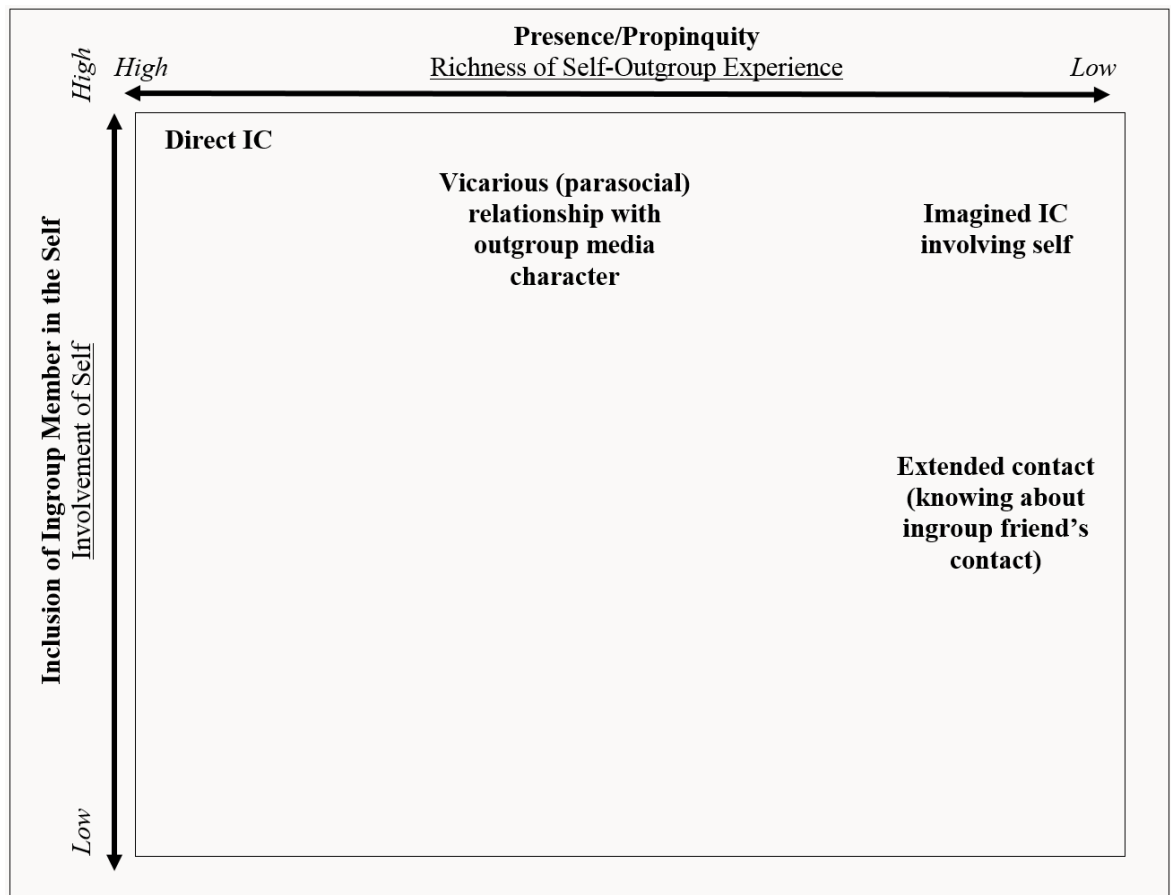 Presence/Propinquity
Richness of Self-Outgroup Experience
High
High
Low
Direct IC
Vicarious (parasocial)
relationship with
outgroup media
character
Imagined IC
involving self
Inclusion of Ingroup Member in the Self
Involvement of Self
Extended contact
(knowing about
ingroup friend’s
contact)
Low